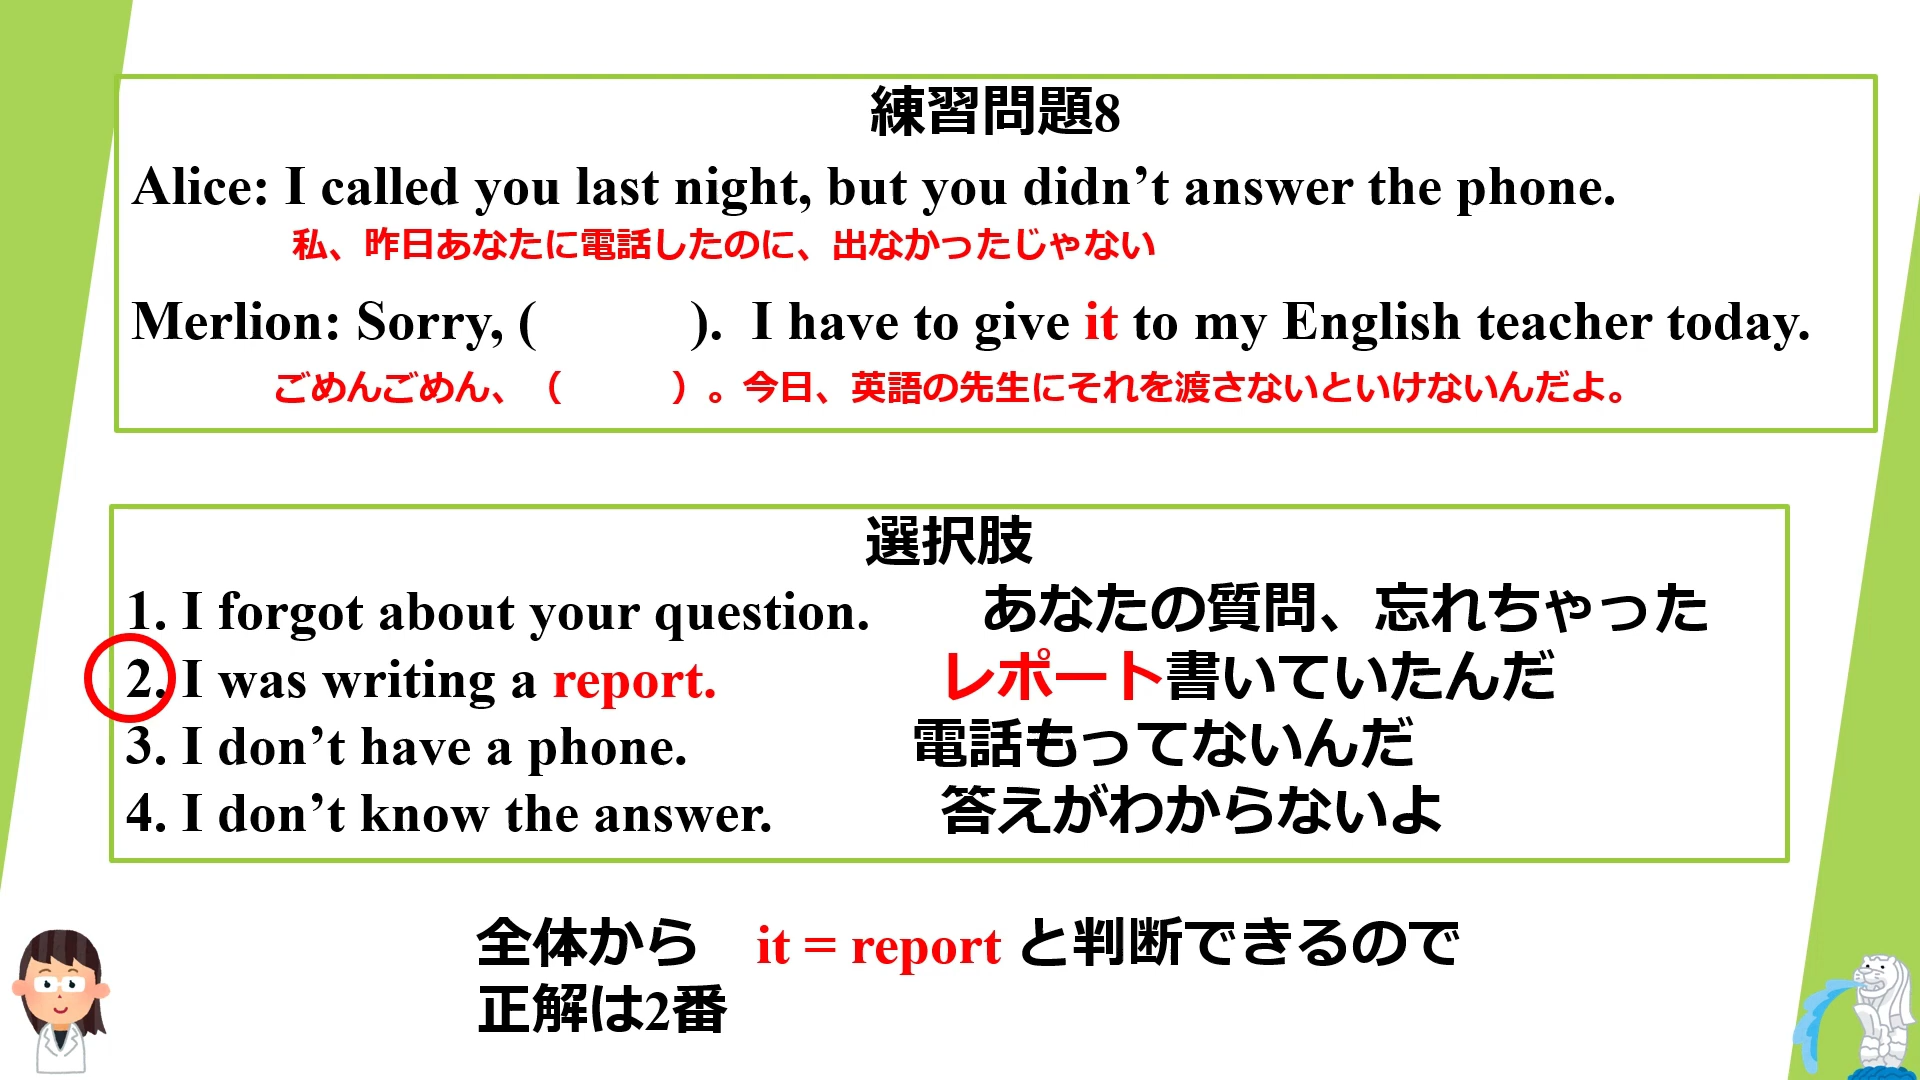 練習問題8
Alice: I called you last night, but you didn’t answer the phone.
私、昨日あなたに電話したのに、出なかったじゃない
Merlion: Sorry, (          ).  I have to give it to my English teacher today.
ごめんごめん、（          ）。今日、英語の先生にそれを渡さないといけないんだよ。
選択肢
1. I forgot about your question.　あなたの質問、忘れちゃった
2. I was writing a report.　レポート書いていたんだ
3. I don’t have a phone.　電話もってないんだ
4. I don’t know the answer.　答えがわからないよ
全体から　it = report と判断できるので
正解は2番